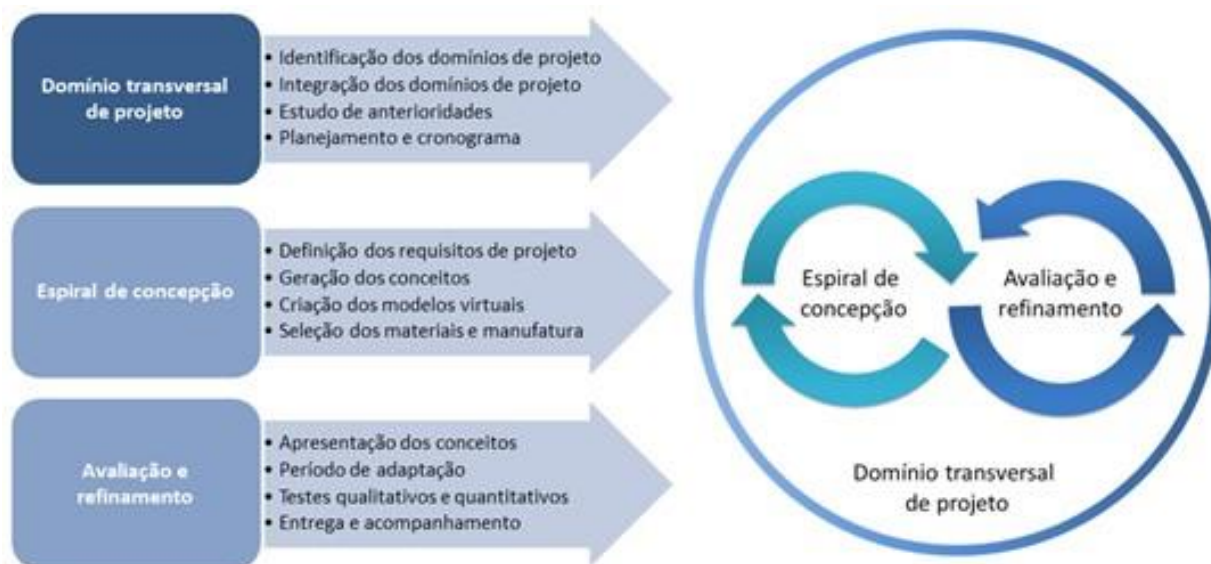 Domínio transversal
de projeto
• Identificação dos domínios de projeto
• Integração dos domínios de projeto
• Estudo de anterioridades
• Planejamento e cronograma
Espiral de concepção
• Definição dos requisitos de projeto
• Geração dos conceitos
• Criação dos modelos virtuais
• Seleção dos materiais e manufatura
Avaliação e
refinamento
• Apresentação dos conceitos
• Período de adaptação
• Testes qualitativos e quantitativos
• Entrega e acompanhamento
Espiral de
concepção
Avaliação e
refinamento
Domínio transversal
de projeto